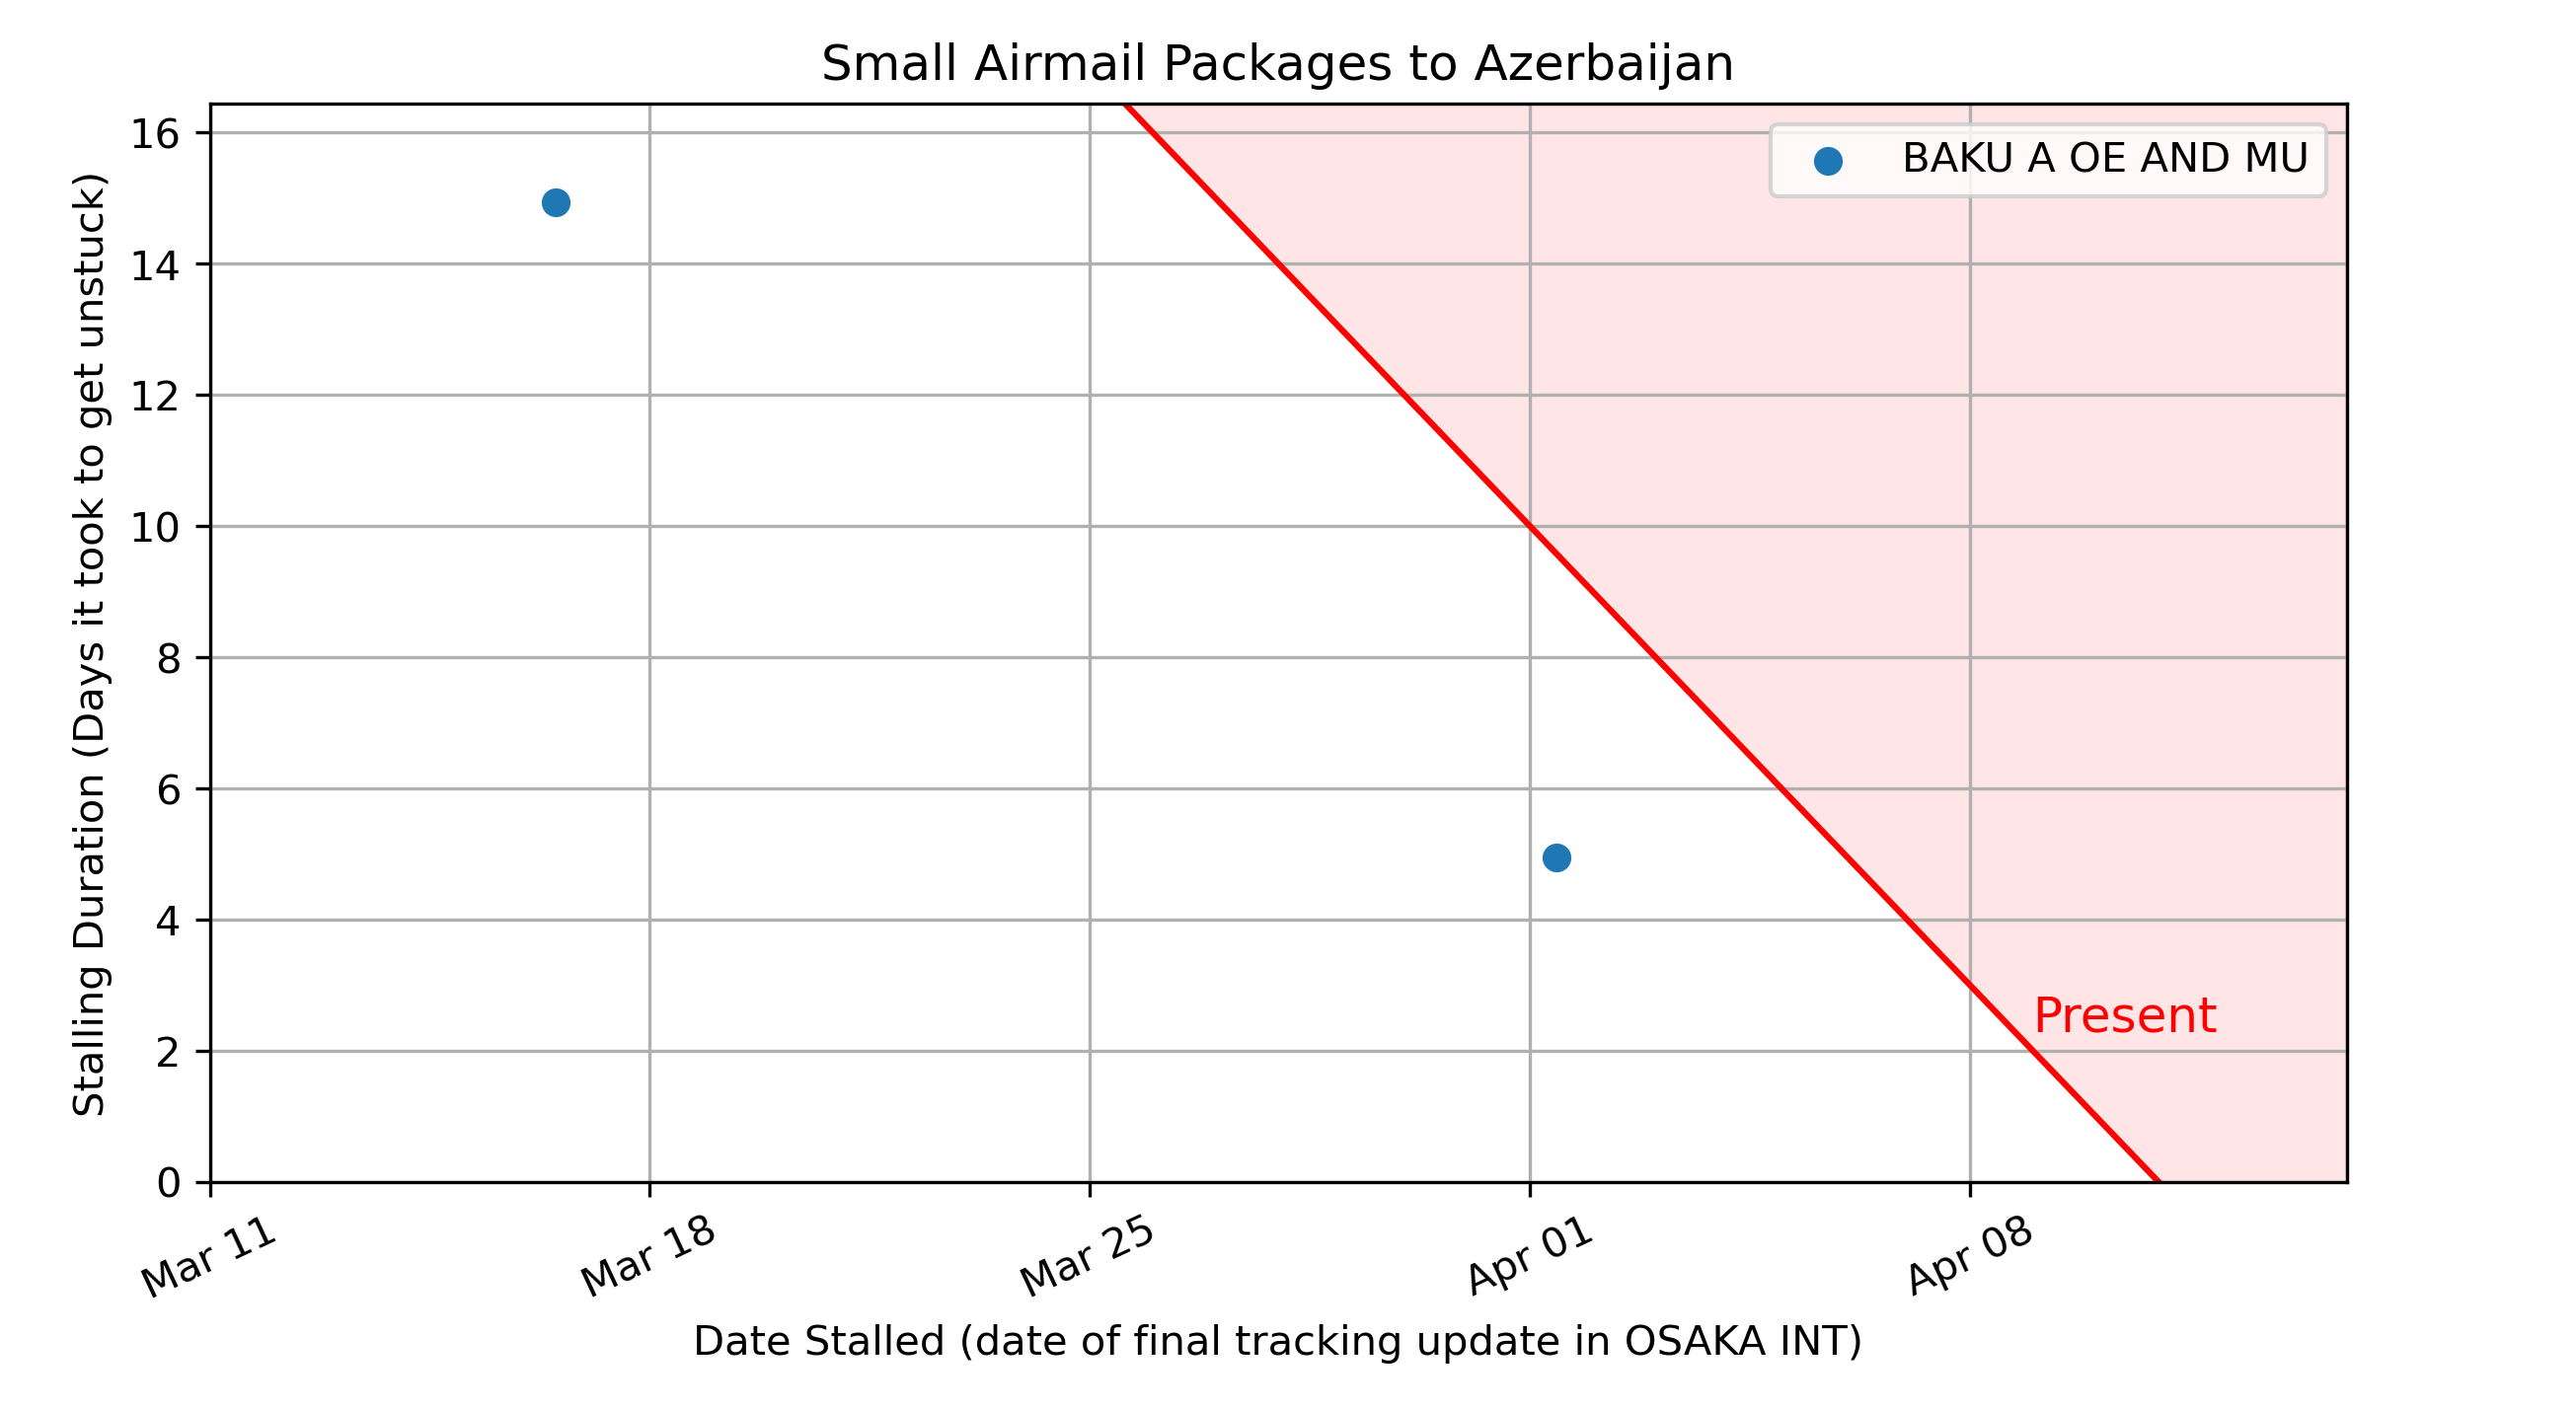 Small Airmail Packages to Azerbaijan
BAKU A OE AND MU
Stalling Duration (Days it took to get unstuck)
16
14
12
10
8
6
4
2
0
Present
Mar 11
Mar 18
Mar 25
Apr 01
Apr 08
Date Stalled (date of final tracking update in OSAKA INT)